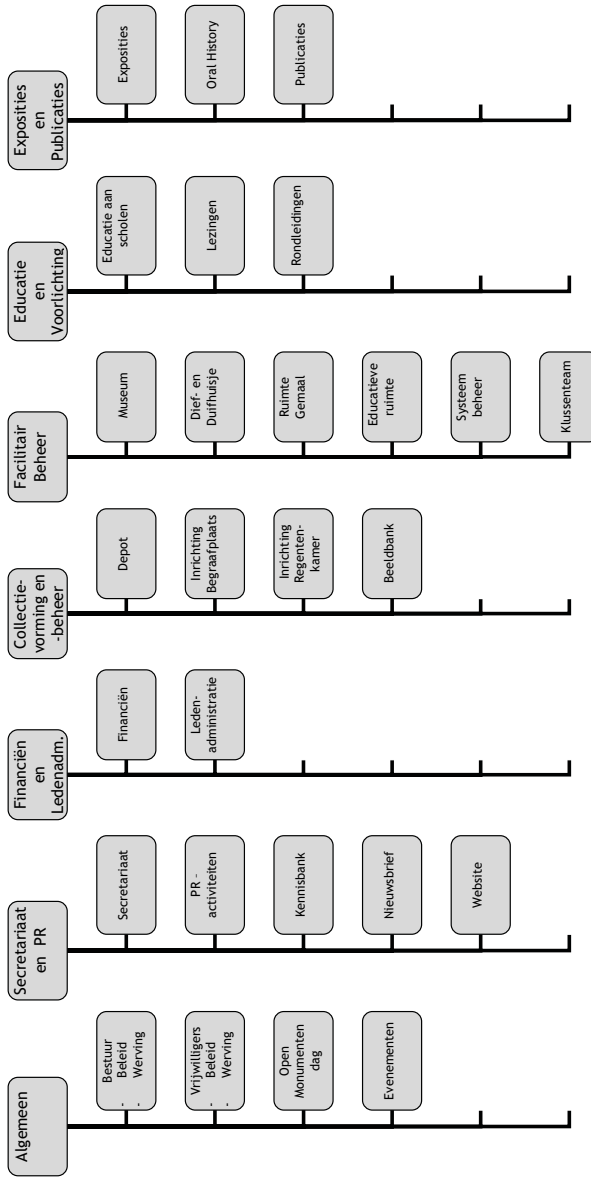 Algemeen
Bestuur
- Beleid
- Werving
Vrijwilligers
- Beleid
- Werving
Open
Monumenten
dag
Evenementen
Secretariaat
en PR
Secretariaat
PR –
activiteiten
Kennisbank
Nieuwsbrief
Website
Financiën
en
Ledenadm.
Financiën
Leden-
administratie
Collectie-
vorming en
-beheer
Depot
Inrichting
Begraafplaats
Inrichting
Regenten-
kamer
Beeldbank
Facilitair
Beheer
Museum
Dief- en
Duifhuisje
Ruimte
Gemaal
Educatieve
ruimte
Systeem
beheer
Klussenteam
Educatie
en
Voorlichting
Educatie aan
scholen
Lezingen
Rondleidingen
Exposities
en
Publicaties
Exposities
Oral History
Publicaties